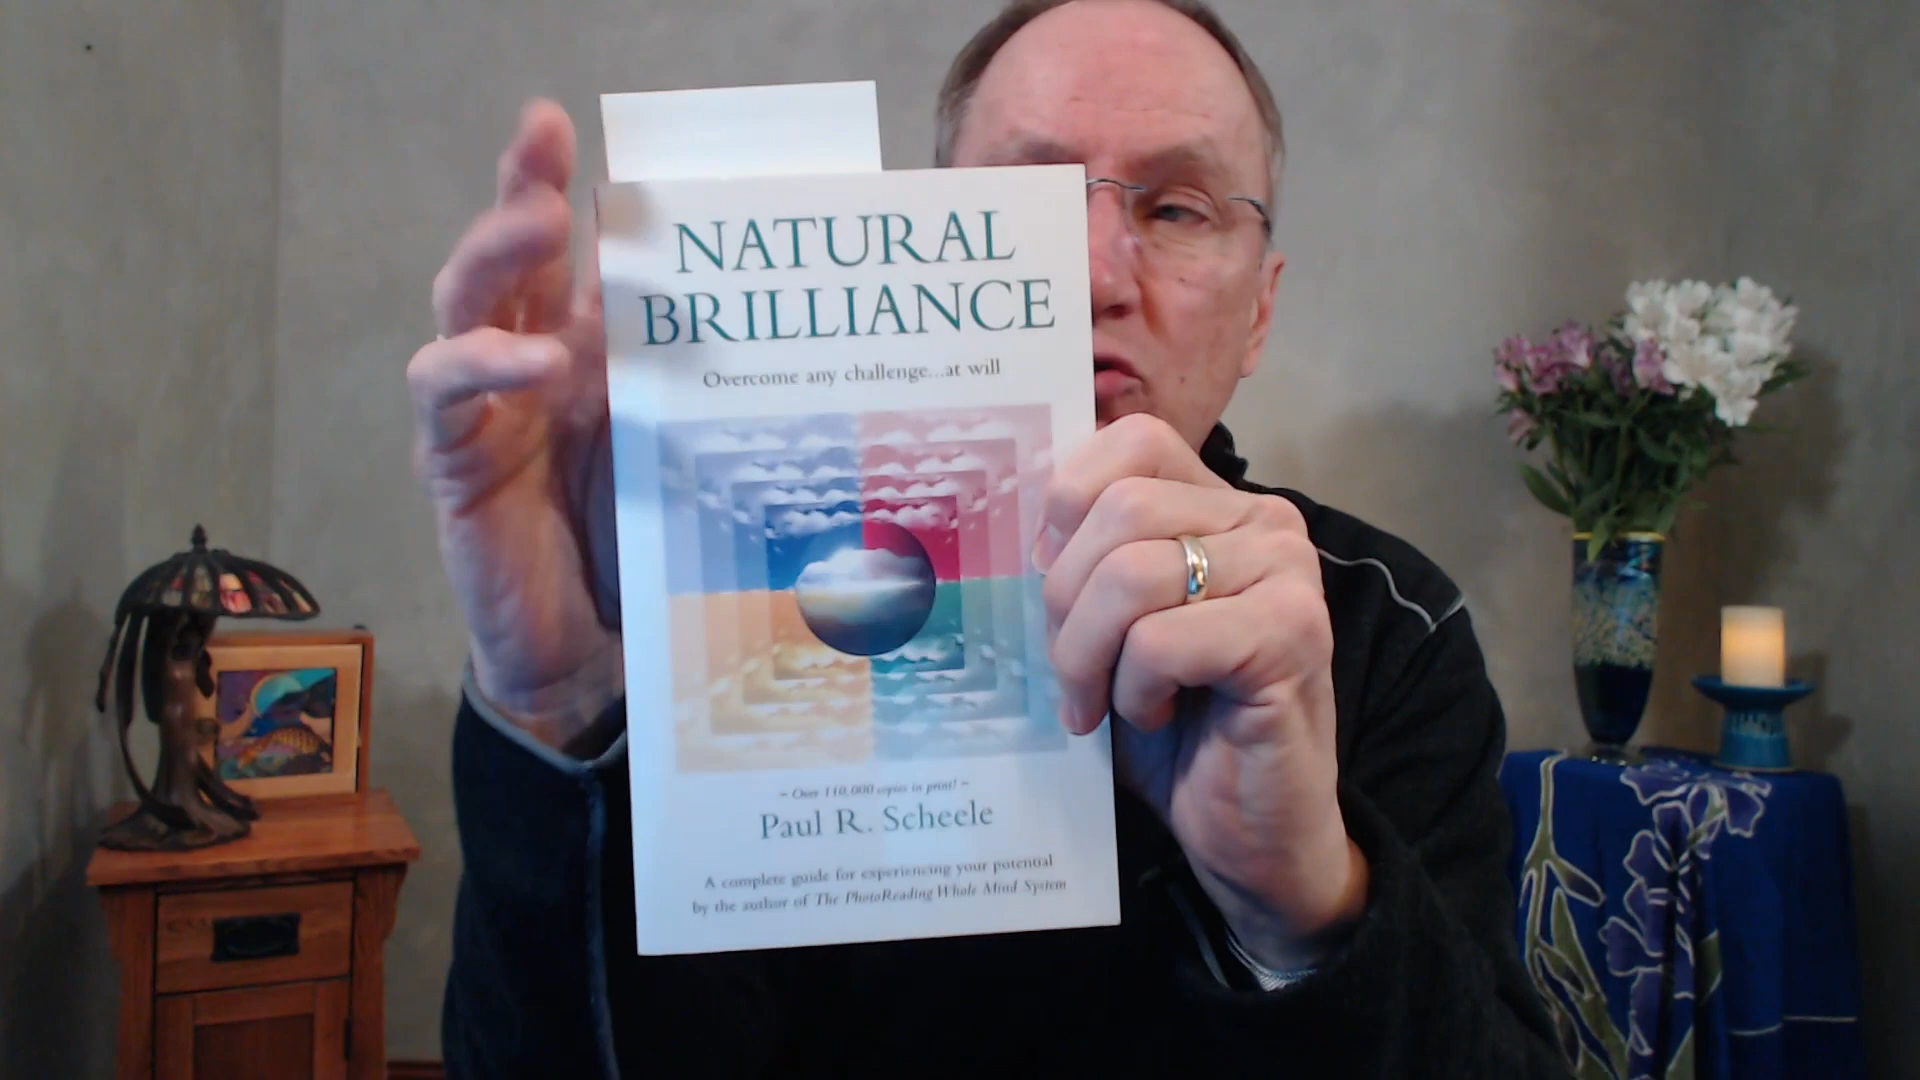 NATURAL
BRILLIANCE
Overcome any challenge...at will
~ Over 110,000 copies in print! ~
Paul R. Scheele
A complete guide for experiencing your potential
by the author of The PhotoReading Whole Mind System